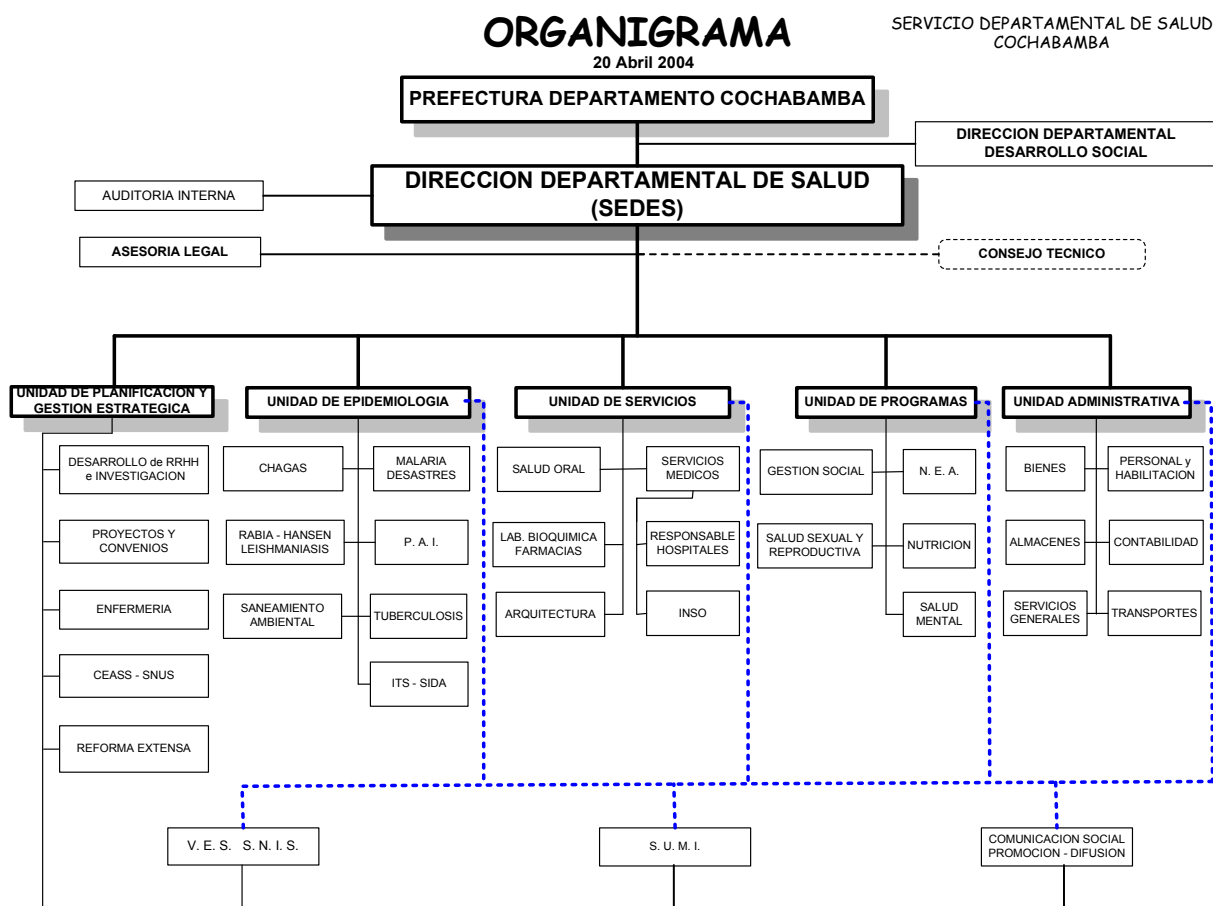 ORGANIGRAMA
20 Abril 2004
SERVICIO DEPARTAMENTAL DE SALUD
COCHABAMBA
PREFECTURA DEPARTAMENTO COCHABAMBA
DIRECCION DEPARTAMENTAL
DESARROLLO SOCIAL
DIRECCION DEPARTAMENTAL DE SALUD
(SEDES)
AUDITORIA INTERNA
ASESORIA LEGAL
CONSEJO TECNICO
UNIDAD DE PLANIFICACION Y
GESTION ESTRATEGICA
UNIDAD DE EPIDEMIOLOGIA
UNIDAD DE SERVICIOS
UNIDAD DE PROGRAMAS
UNIDAD ADMINISTRATIVA
DESARROLLO de RRHH
e INVESTIGACION
PROYECTOS Y
CONVENIOS
ENFERMERIA
CEASS - SNUS
REFORMA EXTENSA
CHAGAS
MALARIA
DESASTRES
RABIA - HANSEN
LEISHMANIASIS
P. A. I.
SANEAMIENTO
AMBIENTAL
TUBERCULOSIS
ITS - SIDA
SALUD ORAL
SERVICIOS
MEDICOS
LAB. BIOQUIMICA
FARMACIAS
RESPONSABLE
HOSPITALES
ARQUITECTURA
INSO
GESTION SOCIAL
N. E. A.
SALUD SEXUAL Y
REPRODUCTIVA
NUTRICION
SALUD
MENTAL
BIENES
PERSONAL y
HABILITACION
ALMACENES
CONTABILIDAD
SERVICIOS
GENERALES
TRANSPORTES
V. E. S. S. N. I. S.
S. U. M. I.
COMUNICACION SOCIAL
PROMOCION - DIFUSION